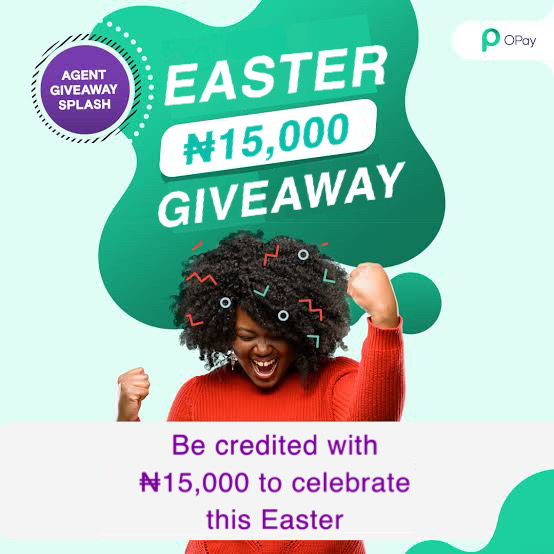 OPay
AGENT
GIVEAWAY
SPLASH
EASTER
₦15,000
GIVEAWAY
Be credited with
₦15,000 to celebrate
this Easter